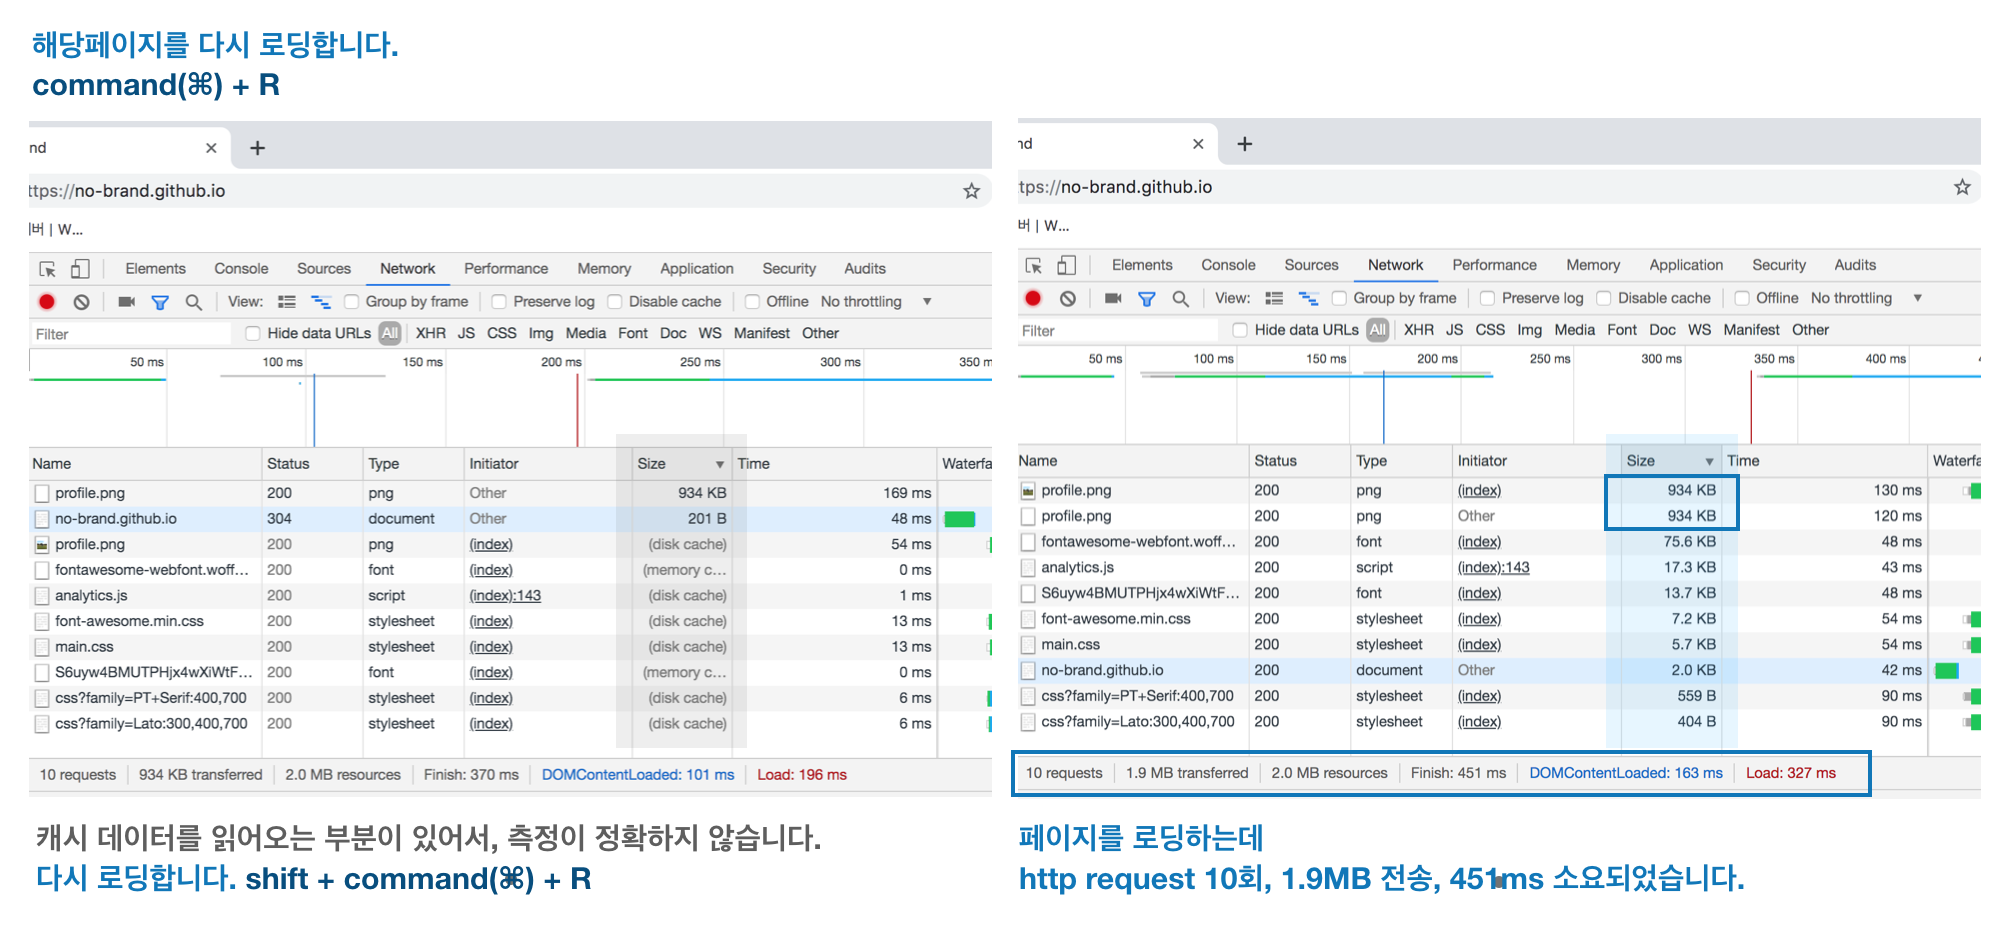 해당페이지를 다시 로딩합니다.
command(⌘) + R
nd
ttps://no-brand.github.io
버 | W...
Elements Console Sources Network Performance Memory Application Security Audits
View: Group by frame Preserve log Disable cache Offline No throttling
Filter Hide data URLs All XHR JS CSS Img Media Font Doc WS Manifest Other
50 ms 100 ms 150 ms 200 ms 250 ms 300 ms 350 m
Name Status Type Initiator Size Time Waterfa
profile.png 200 png Other 934 KB 169 ms
no-brand.github.io 304 document Other 201 B 48 ms
profile.png 200 png (index) (disk cache) 54 ms
fontawesome-webfont.woff... 200 font (index) (memory c... 0 ms
analytics.js 200 script (index):143 (disk cache) 1 ms
font-awesome.min.css 200 stylesheet (index) (disk cache) 13 ms
main.css 200 stylesheet (index) (disk cache) 13 ms
S6uyw4BMUTPHjx4wXiWtF... 200 font (index) (memory c... 0 ms
css?family=PT+Serif:400,700 200 stylesheet (index) (disk cache) 6 ms
css?family=Lato:300,400,700 200 stylesheet (index) (disk cache) 6 ms
10 requests 934 KB transferred 2.0 MB resources Finish: 370 ms DOMContentLoaded: 101 ms Load: 196 ms
캐시 데이터를 읽어오는 부분이 있어서, 측정이 정확하지 않습니다.
다시 로딩합니다. shift + command(⌘) + R
nd
tps://no-brand.github.io
버 | W...
Elements Console Sources Network Performance Memory Application Security Audits
View: Group by frame Preserve log Disable cache Offline No throttling
Filter Hide data URLs All XHR JS CSS Img Media Font Doc WS Manifest Other
50 ms 100 ms 150 ms 200 ms 250 ms 300 ms 350 ms 400 ms
Name Status Type Initiator Size Time Waterfa
profile.png 200 png (index) 934 KB 130 ms
profile.png 200 png Other 934 KB 120 ms
fontawesome-webfont.woff... 200 font (index) 75.6 KB 48 ms
analytics.js 200 script (index):143 17.3 KB 43 ms
S6uyw4BMUTPHjx4wXiWtF... 200 font (index) 13.7 KB 48 ms
font-awesome.min.css 200 stylesheet (index) 7.2 KB 54 ms
main.css 200 stylesheet (index) 5.7 KB 54 ms
no-brand.github.io 200 document Other 2.0 KB 42 ms
css?family=PT+Serif:400,700 200 stylesheet (index) 559 B 90 ms
css?family=Lato:300,400,700 200 stylesheet (index) 404 B 90 ms
10 requests 1.9 MB transferred 2.0 MB resources Finish: 451 ms DOMContentLoaded: 163 ms Load: 327 ms
페이지를 로딩하는데
http request 10회, 1.9MB 전송, 451ms 소요되었습니다.